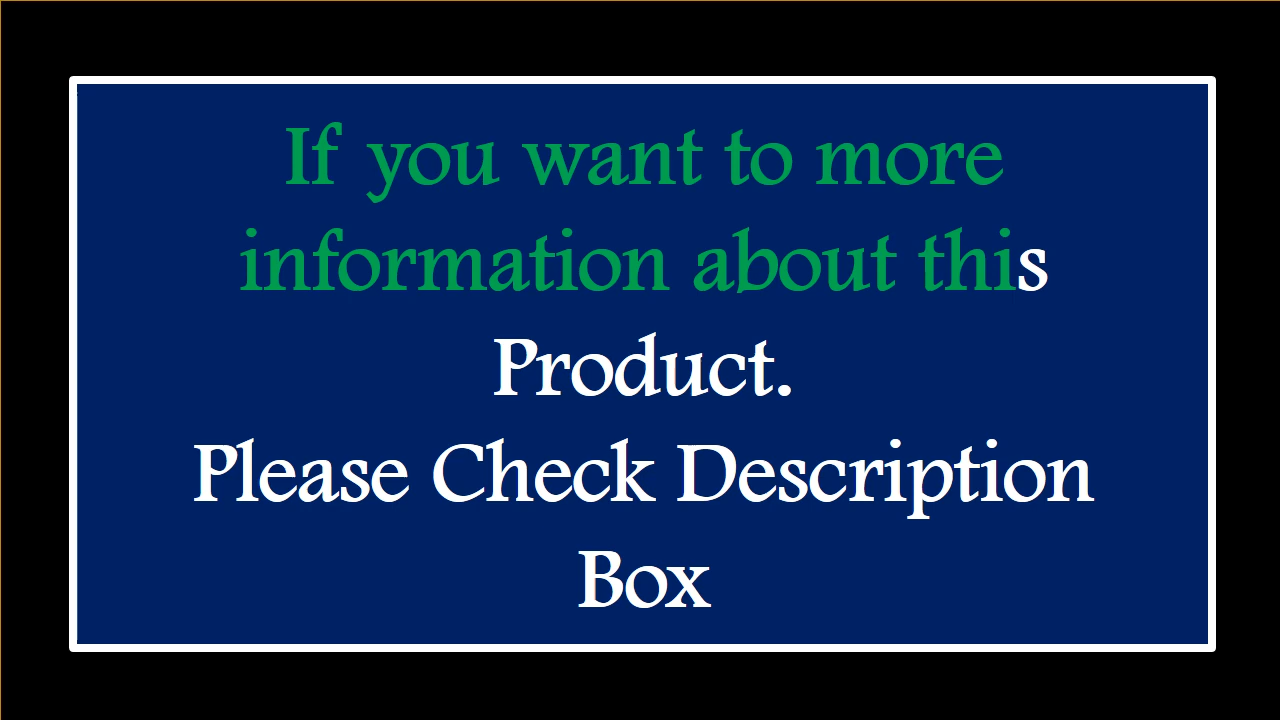 If you want to more
information about this
Product.
Please Check Description
Box